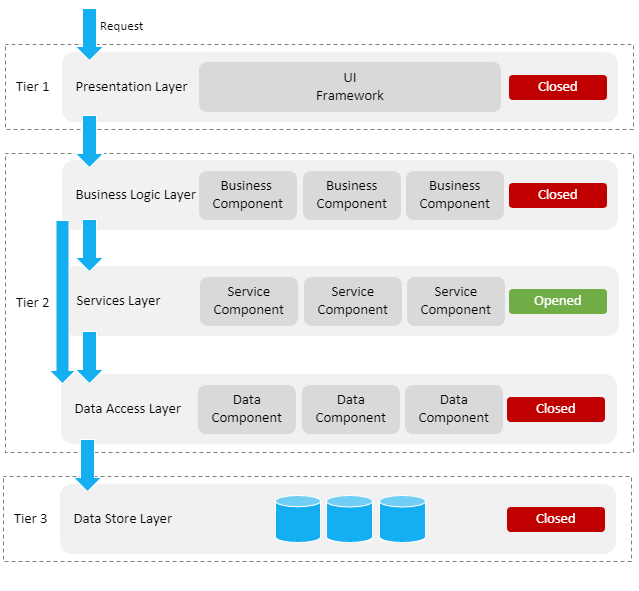 Request
Tier 1
Presentation Layer
UI
Framework
Closed
Business Logic Layer
Business
Component
Business
Component
Business
Component
Closed
Tier 2
Services Layer
Service
Component
Service
Component
Service
Component
Opened
Data Access Layer
Data
Component
Data
Component
Data
Component
Closed
Tier 3
Data Store Layer
Closed